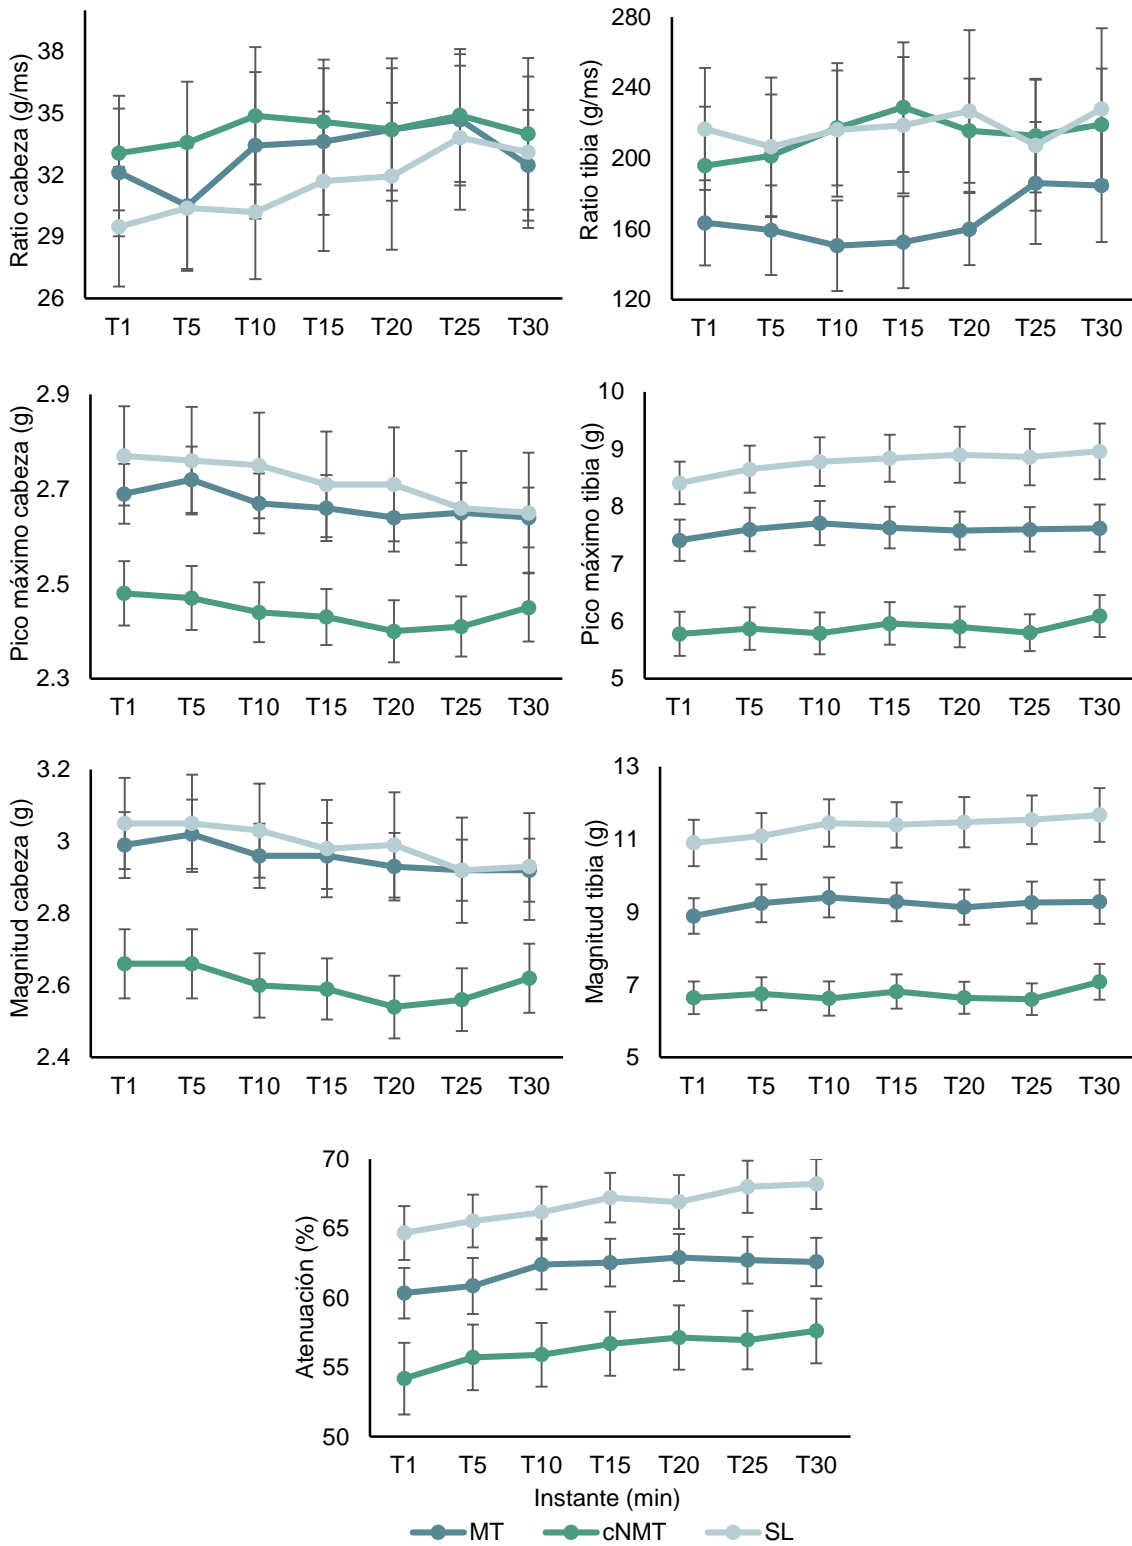 Ratio cabeza (g/ms)
38
35
32
29
26
T1 T5 T10 T15 T20 T25 T30
Ratio tibia (g/ms)
280
240
200
160
120
T1 T5 T10 T15 T20 T25 T30
Pico máximo cabeza (g)
2.9
2.7
2.5
2.3
T1 T5 T10 T15 T20 T25 T30
Pico máximo tibia (g)
10
9
8
7
6
5
T1 T5 T10 T15 T20 T25 T30
Magnitud cabeza (g)
3.2
3
2.8
2.6
2.4
T1 T5 T10 T15 T20 T25 T30
Magnitud tibia (g)
13
11
9
7
5
T1 T5 T10 T15 T20 T25 T30
Atenuación (%)
70
65
60
55
50
T1 T5 T10 T15 T20 T25 T30
Instante (min)
MT cNMT SL